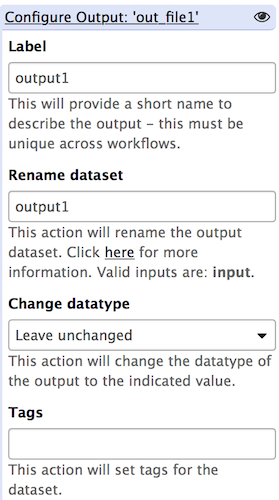 Configure Output: 'out_file1'
Label
output1
This will provide a short name to
describe the output – this must be
unique across workflows.
Rename dataset
output1
This action will rename the output
dataset. Click here for more
information. Valid inputs are: input.
Change datatype
Leave unchanged
This action will change the datatype of
the output to the indicated value.
Tags
This action will set tags for the
dataset.